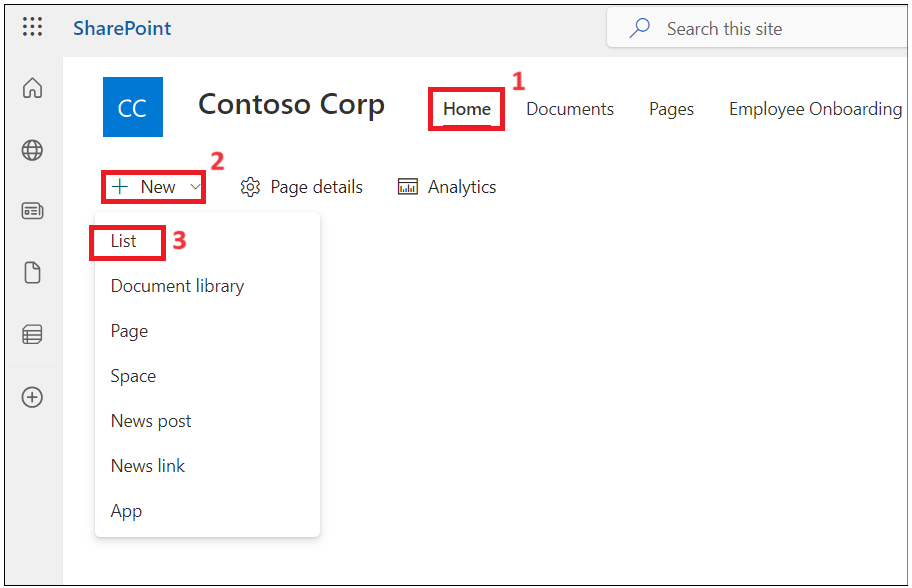 SharePoint
Search this site
CC
Contoso Corp
Home
1
Documents
Pages
Employee Onboarding
New
2
Page details
Analytics
List
3
Document library
Page
Space
News post
News link
App